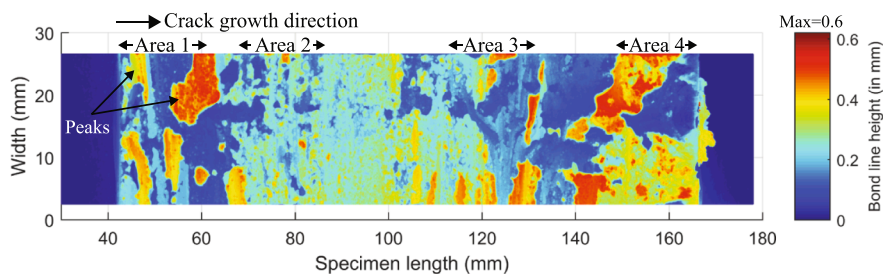 Crack growth direction
Max=0.6
Area 1
Area 2
Area 3
Area 4
Peaks
30
20
10
0
Width (mm)
40
60
80
100
120
140
160
180
Specimen length (mm)
0.6
0.4
0.2
0
Bond line height (in mm)